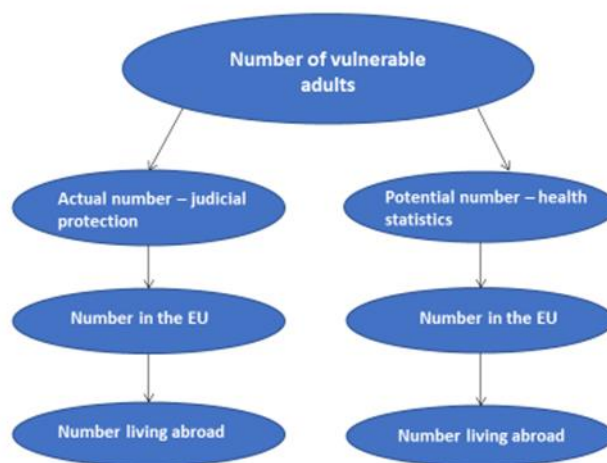 Number of vulnerable
adults
Actual number – judicial
protection
Potential number – health
statistics
Number in the EU
Number in the EU
Number living abroad
Number living abroad